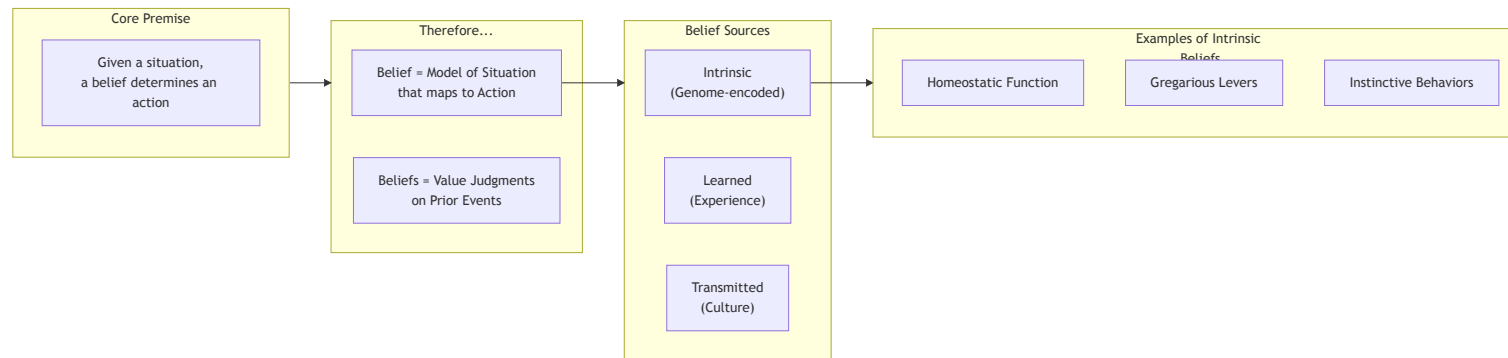 Core Premise
Given a situation,
a belief determines an
action
Therefore...
Belief = Model of Situation
that maps to Action
Beliefs = Value Judgments
on Prior Events
Belief Sources
Intrinsic
(Genome-encoded)
Learned
(Experience)
Transmitted
(Culture)
Examples of Intrinsic
Beliefs
Homeostatic Function
Gregarious Levers
Instinctive Behaviors